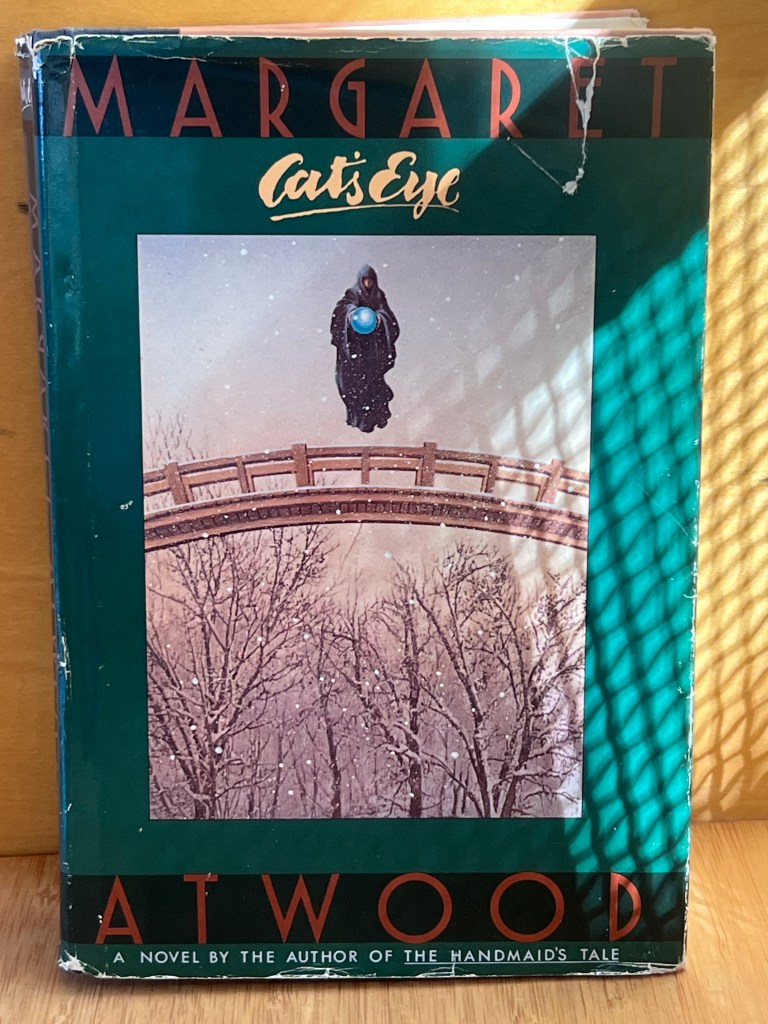 MARGARET
Cat's Eye
ATWOOD
A NOVEL BY THE AUTHOR OF THE HANDMAID'S TALE